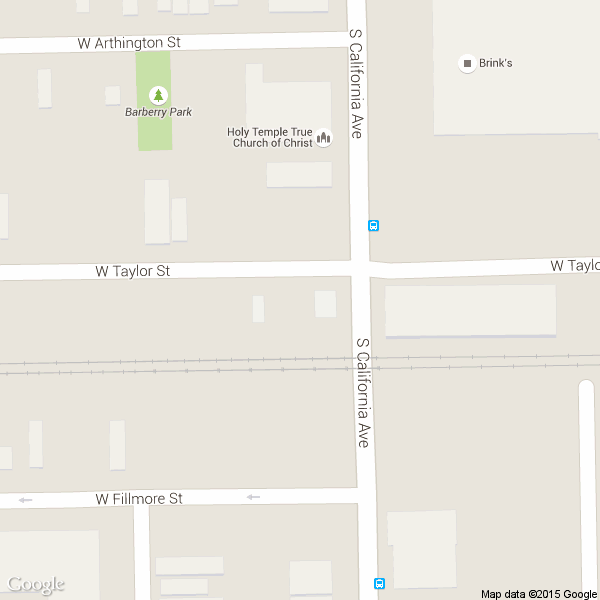 W Arthington St
S California Ave
Brink's
Barberry Park
Holy Temple True
Church of Christ
W Taylor St
W Taylo
S California Ave
W Fillmore St
Google
Map data ©2015 Google